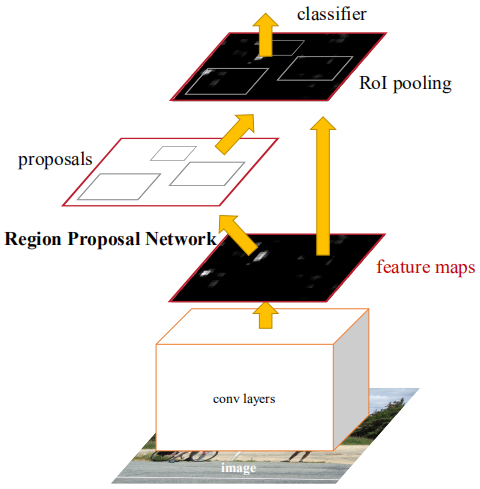 classifier
RoI pooling
proposals
Region Proposal Network
feature maps
conv layers
image